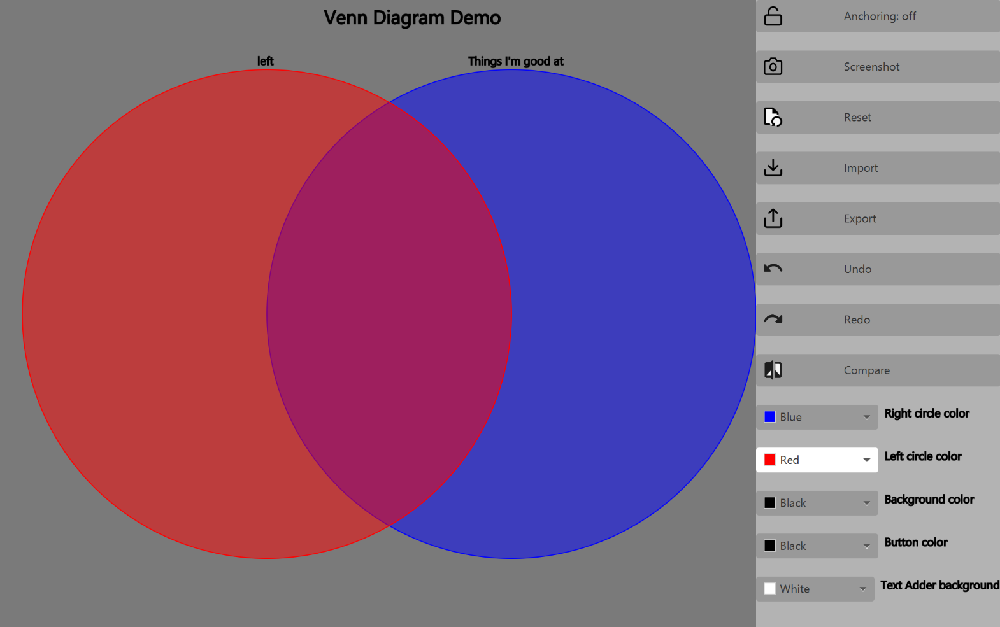 Venn Diagram Demo
left
Things I'm good at
Anchoring: off
Screenshot
Reset
Import
Export
Undo
Redo
Compare
Blue
Right circle color
Red
Left circle color
Black
Background color
Black
Button color
White
Text Adder background